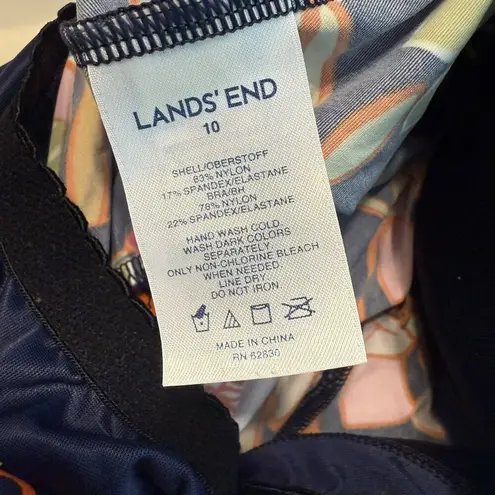 LANDS' END
10
SHELL/OBERSTOFF
83% NYLON
17% SPANDEX/ELASTANE
BRA/BH
78% NYLON
22% SPANDEX/ELASTANE
HAND WASH COLD.
WASH DARK COLORS
SEPARATELY.
ONLY NON-CHLORINE BLEACH
WHEN NEEDED.
LINE DRY.
DO NOT IRON.
MADE IN CHINA
RN 62830